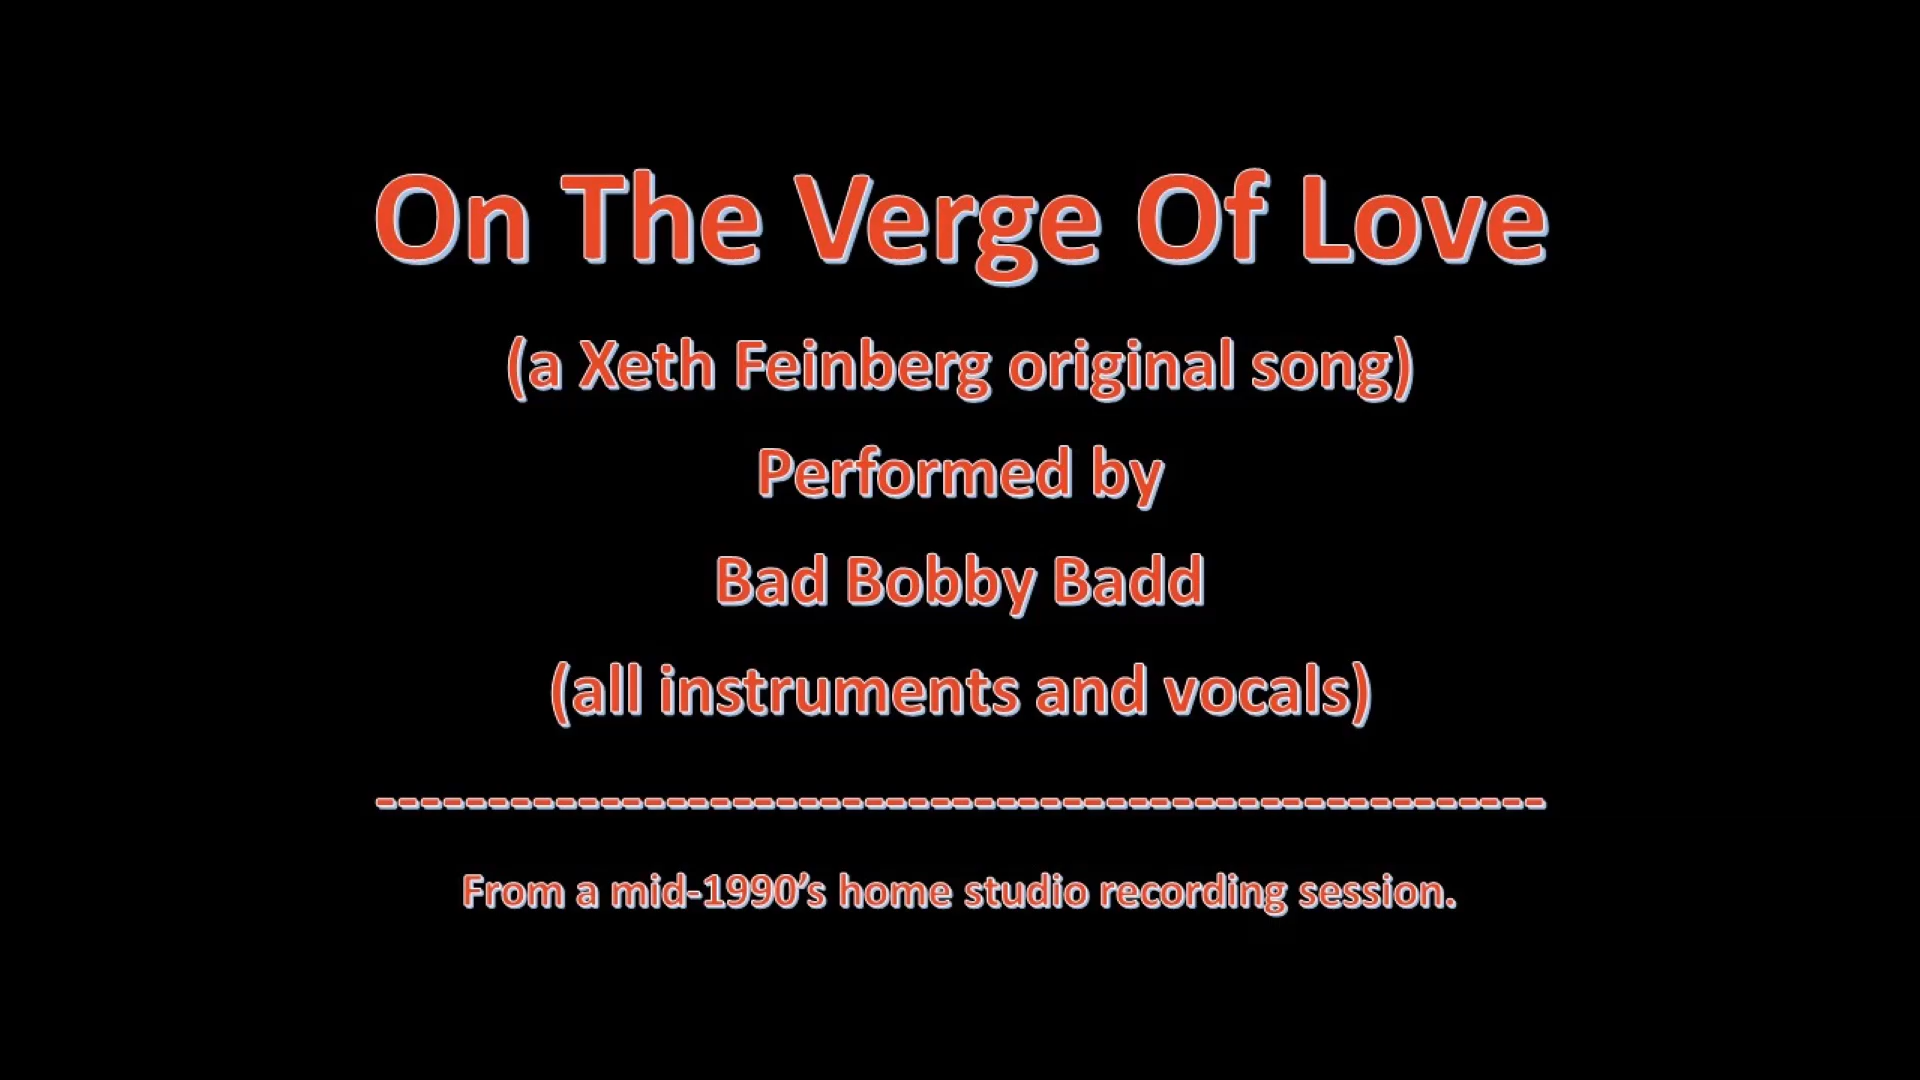 On The Verge Of Love
(a Xeth Feinberg original song)
Performed by
Bad Bobby Badd
(all instruments and vocals)
-----------------------------------------------------
From a mid-1990’s home studio recording session.